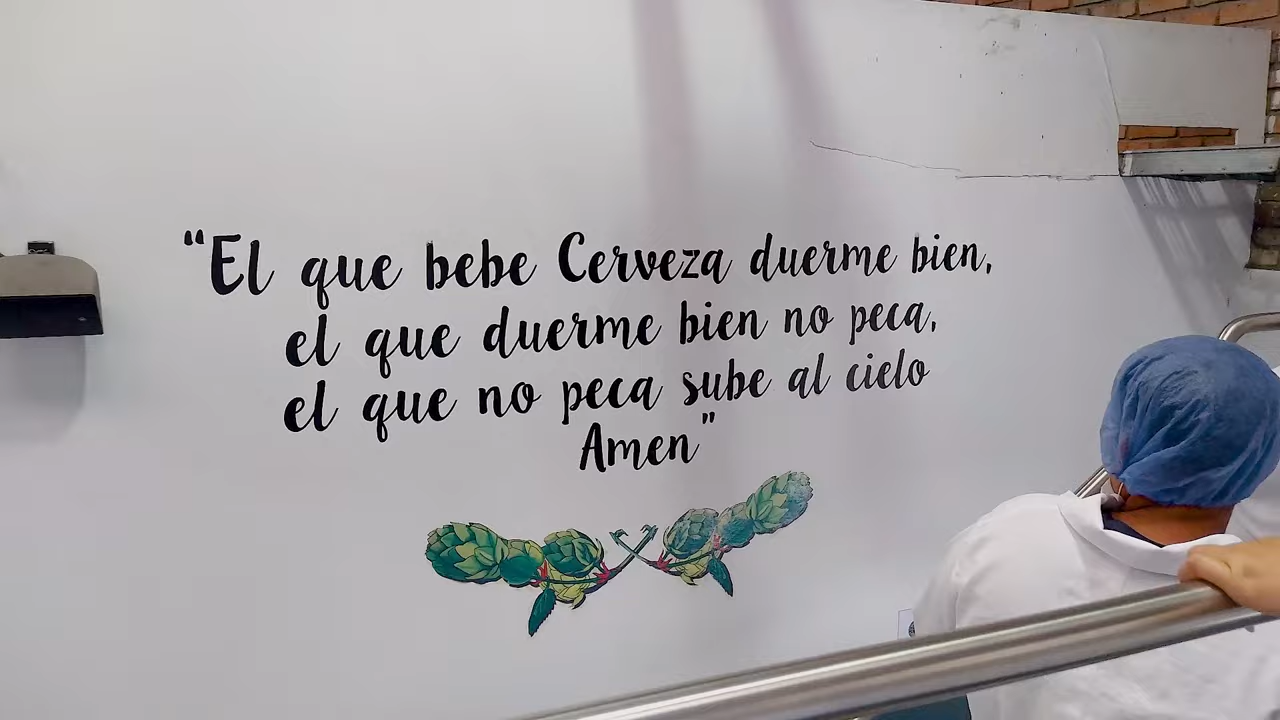 “El que bebe Cerveza duerme bien,
el que duerme bien no peca,
el que no peca sube al cielo
Amen”